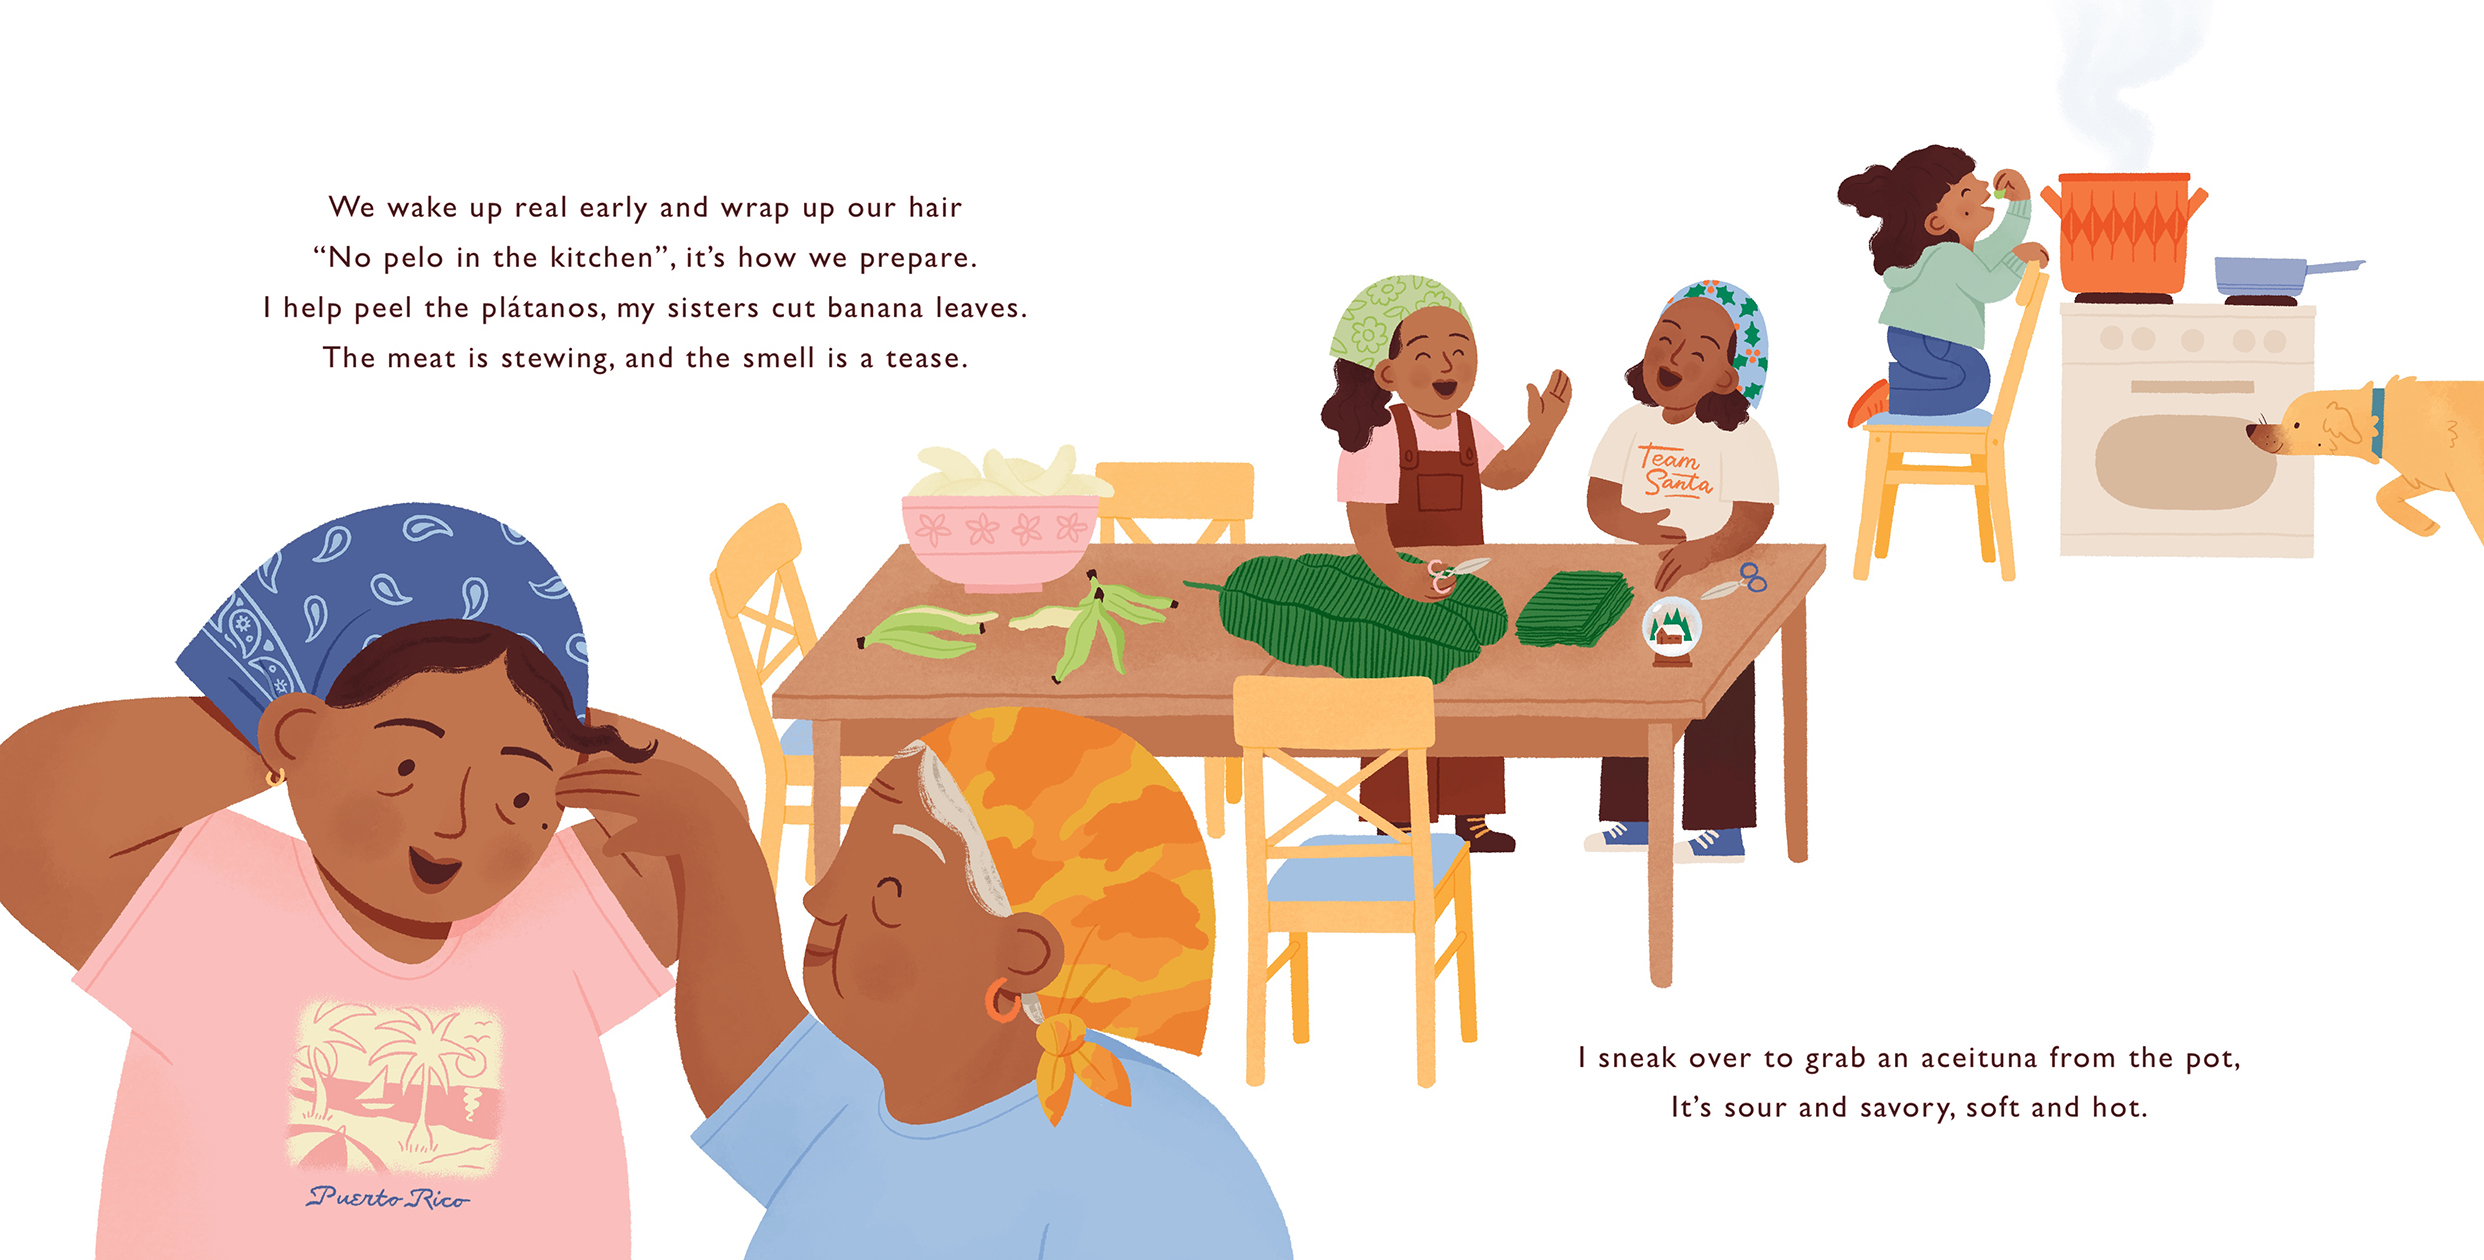 We wake up real early and wrap up our hair
“No pelo in the kitchen”, it’s how we prepare.
I help peel the plátanos, my sisters cut banana leaves.
The meat is stewing, and the smell is a tease.
Team
Santa
Puerto Rico
I sneak over to grab an aceituna from the pot,
It’s sour and savory, soft and hot.